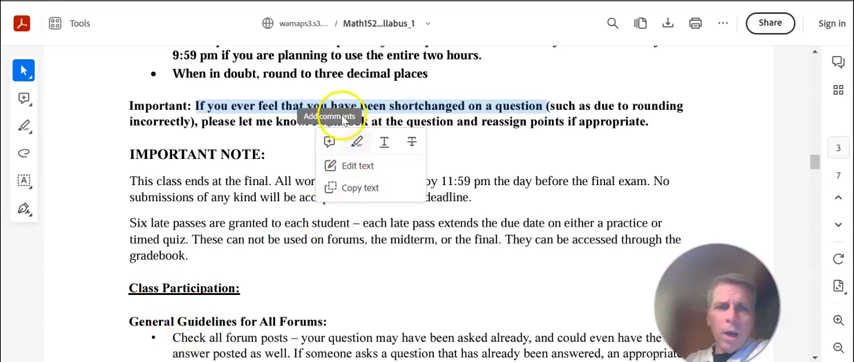 Tools
wamaps3.s3....
/
Math152...llabus_1
Share
Sign in
9:59 pm if you are planning to use the entire two hours.
• When in doubt, round to three decimal places
Important: If you ever feel that you have been shortchanged on a question (such as due to rounding
Add comments
incorrectly), please let me know at the question and reassign points if appropriate.
Edit text
Copy text
IMPORTANT NOTE:
This class ends at the final. All by 11:59 pm the day before the final exam. No
submissions of any kind will be deadline.
Six late passes are granted to each student – each late pass extends the due date on either a practice or
timed quiz. These can not be used on forums, the midterm, or the final. They can be accessed through the
gradebook.
Class Participation:
General Guidelines for All Forums:
• Check all forum posts – your question may have been asked already, and could even have the
answer posted as well. If someone asks a question that has already been answered, an appropriate
3
7